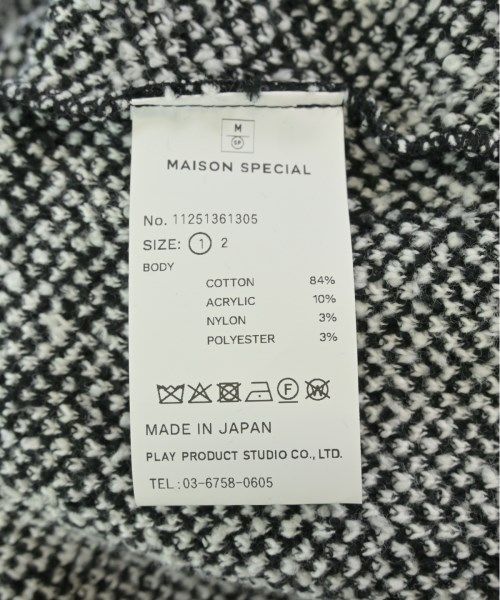 M
SP
MAISON SPECIAL
No. 11251361305
SIZE: 1 2
BODY
COTTON 84%
ACRYLIC 10%
NYLON 3%
POLYESTER 3%
F W
MADE IN JAPAN
PLAY PRODUCT STUDIO CO., LTD.
TEL:03-6758-0605